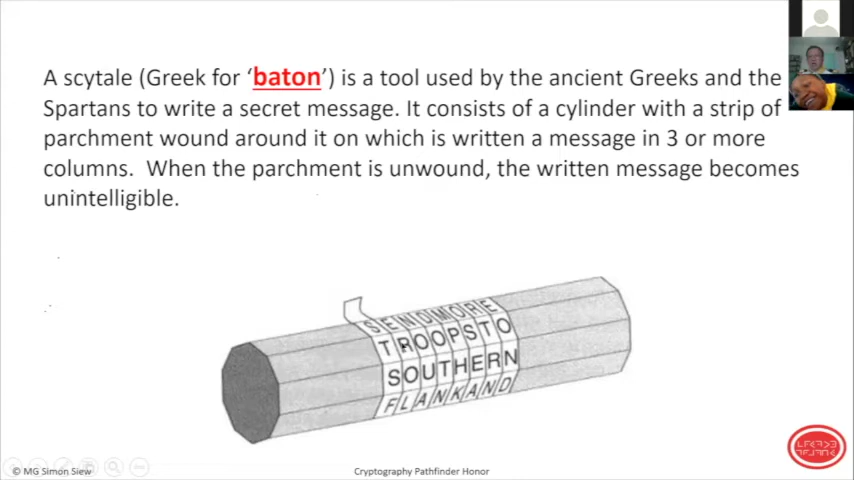 A scytale (Greek for ‘baton’) is a tool used by the ancient Greeks and the
Spartans to write a secret message. It consists of a cylinder with a strip of
parchment wound around it on which is written a message in 3 or more
columns.  When the parchment is unwound, the written message becomes
unintelligible.
SENDMORE
TROOPSTO
SOUTHERN
FLANKAND
© MG Simon Siew
Cryptography Pathfinder Honor